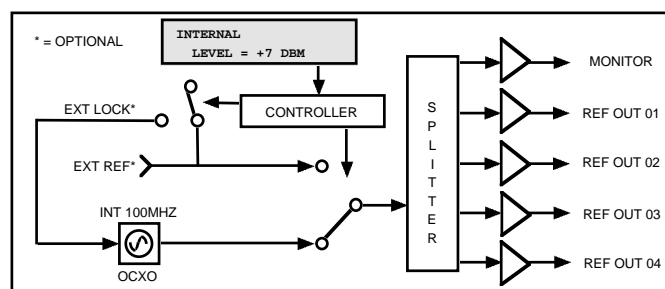 * = OPTIONAL
INTERNAL
LEVEL = +7 DBM
EXT LOCK*
CONTROLLER
EXT REF*
INT 100MHZ
OCXO
SPLITTER
MONITOR
REF OUT 01
REF OUT 02
REF OUT 03
REF OUT 04